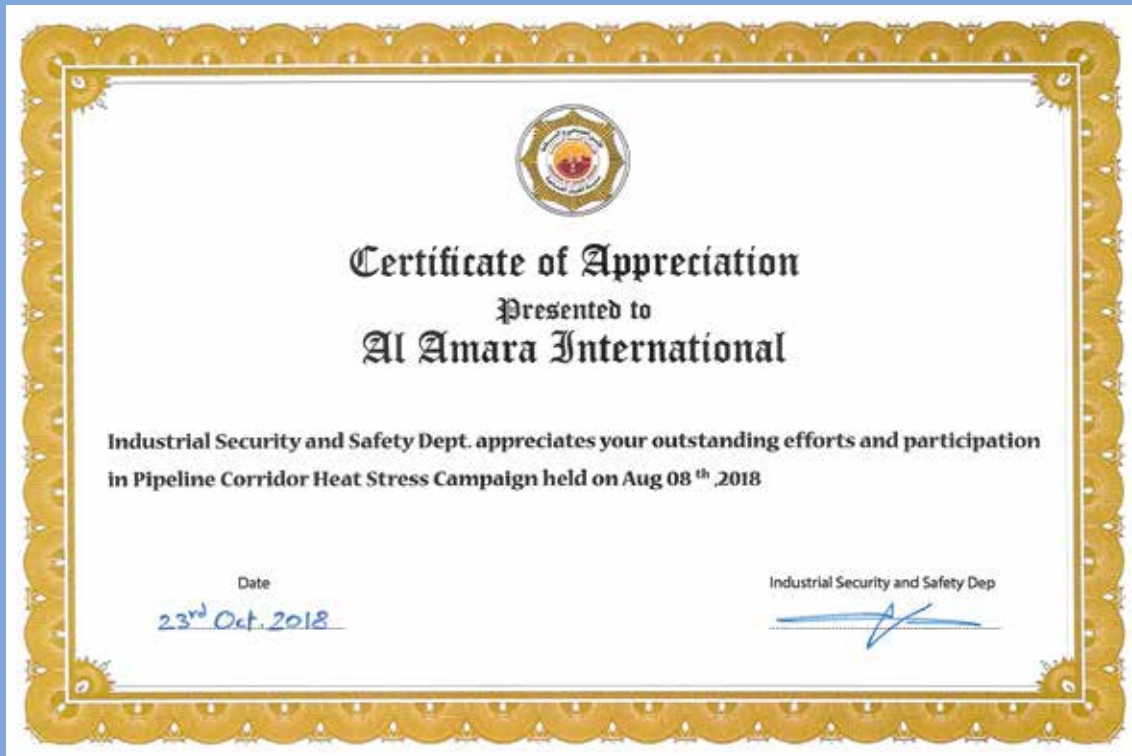 Certificate of Appreciation
Presented to
Al Amara International
Industrial Security and Safety Dept. appreciates your outstanding efforts and participation
in Pipeline Corridor Heat Stress Campaign held on Aug 08 th ,2018
Date
Industrial Security and Safety Dep
23rd Oct. 2018